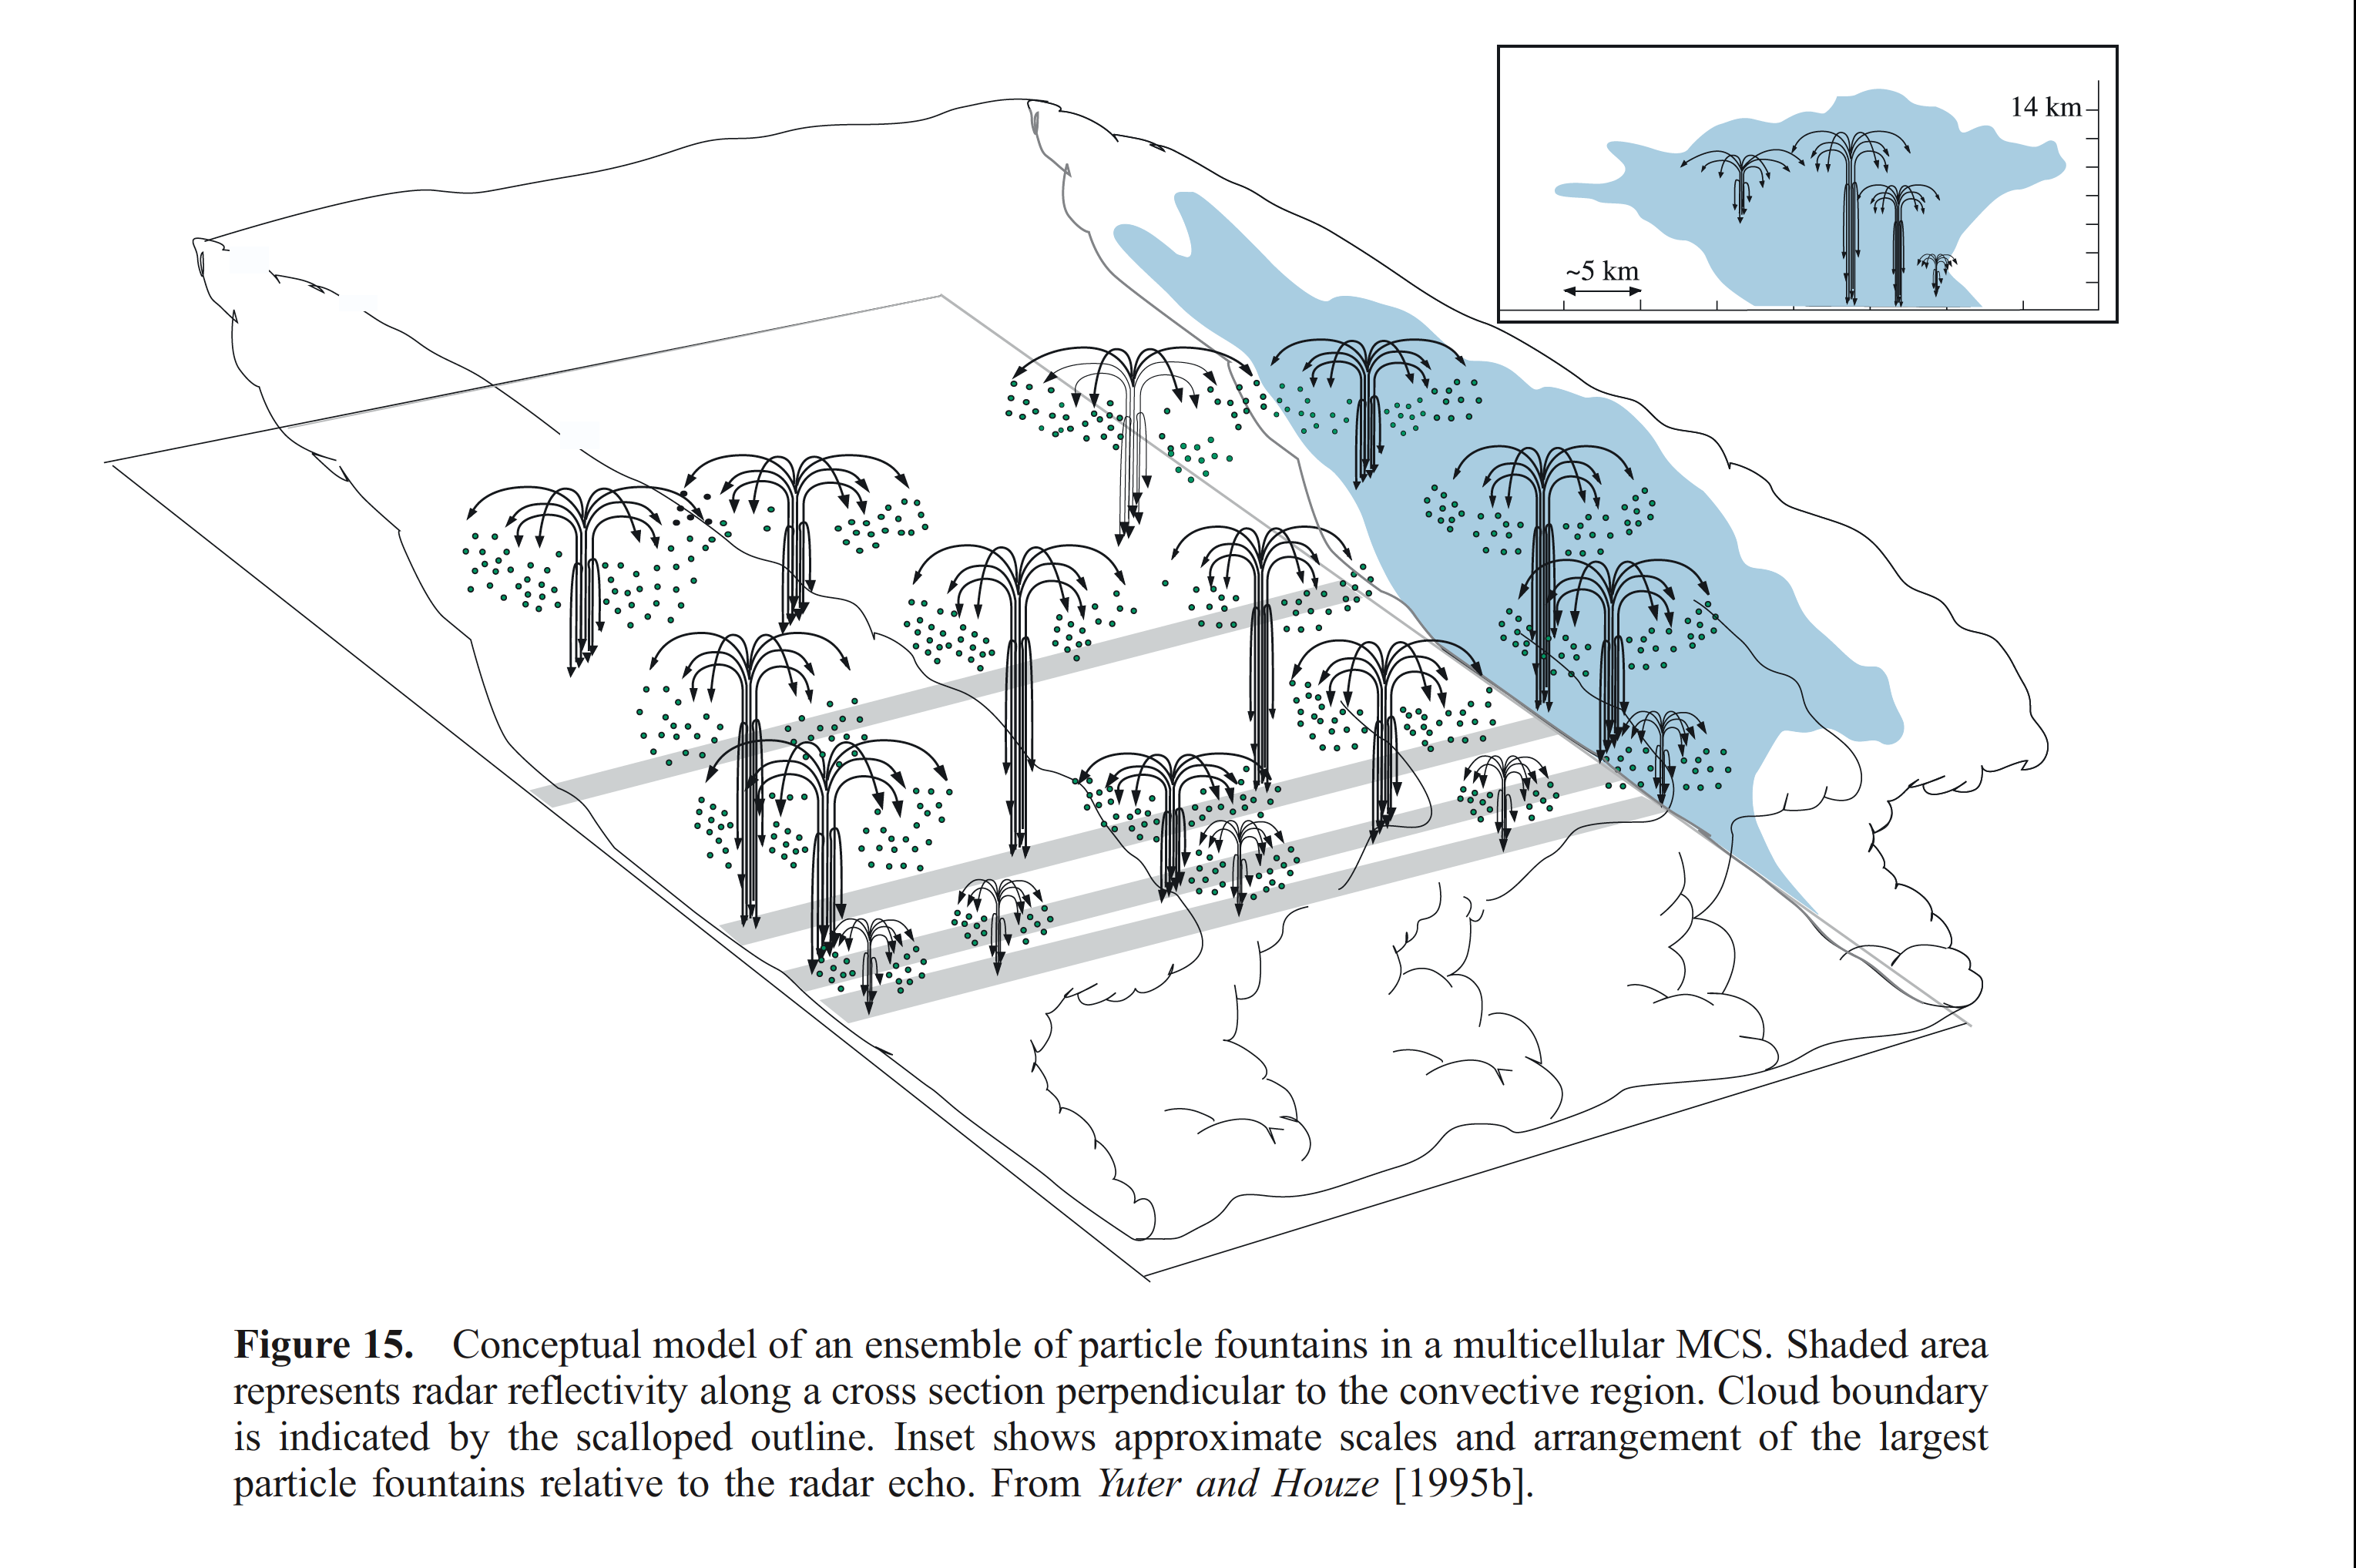 14 km
~5 km
Figure 15. Conceptual model of an ensemble of particle fountains in a multicellular MCS. Shaded area
represents radar reflectivity along a cross section perpendicular to the convective region. Cloud boundary
is indicated by the scalloped outline. Inset shows approximate scales and arrangement of the largest
particle fountains relative to the radar echo. From Yuter and Houze [1995b].